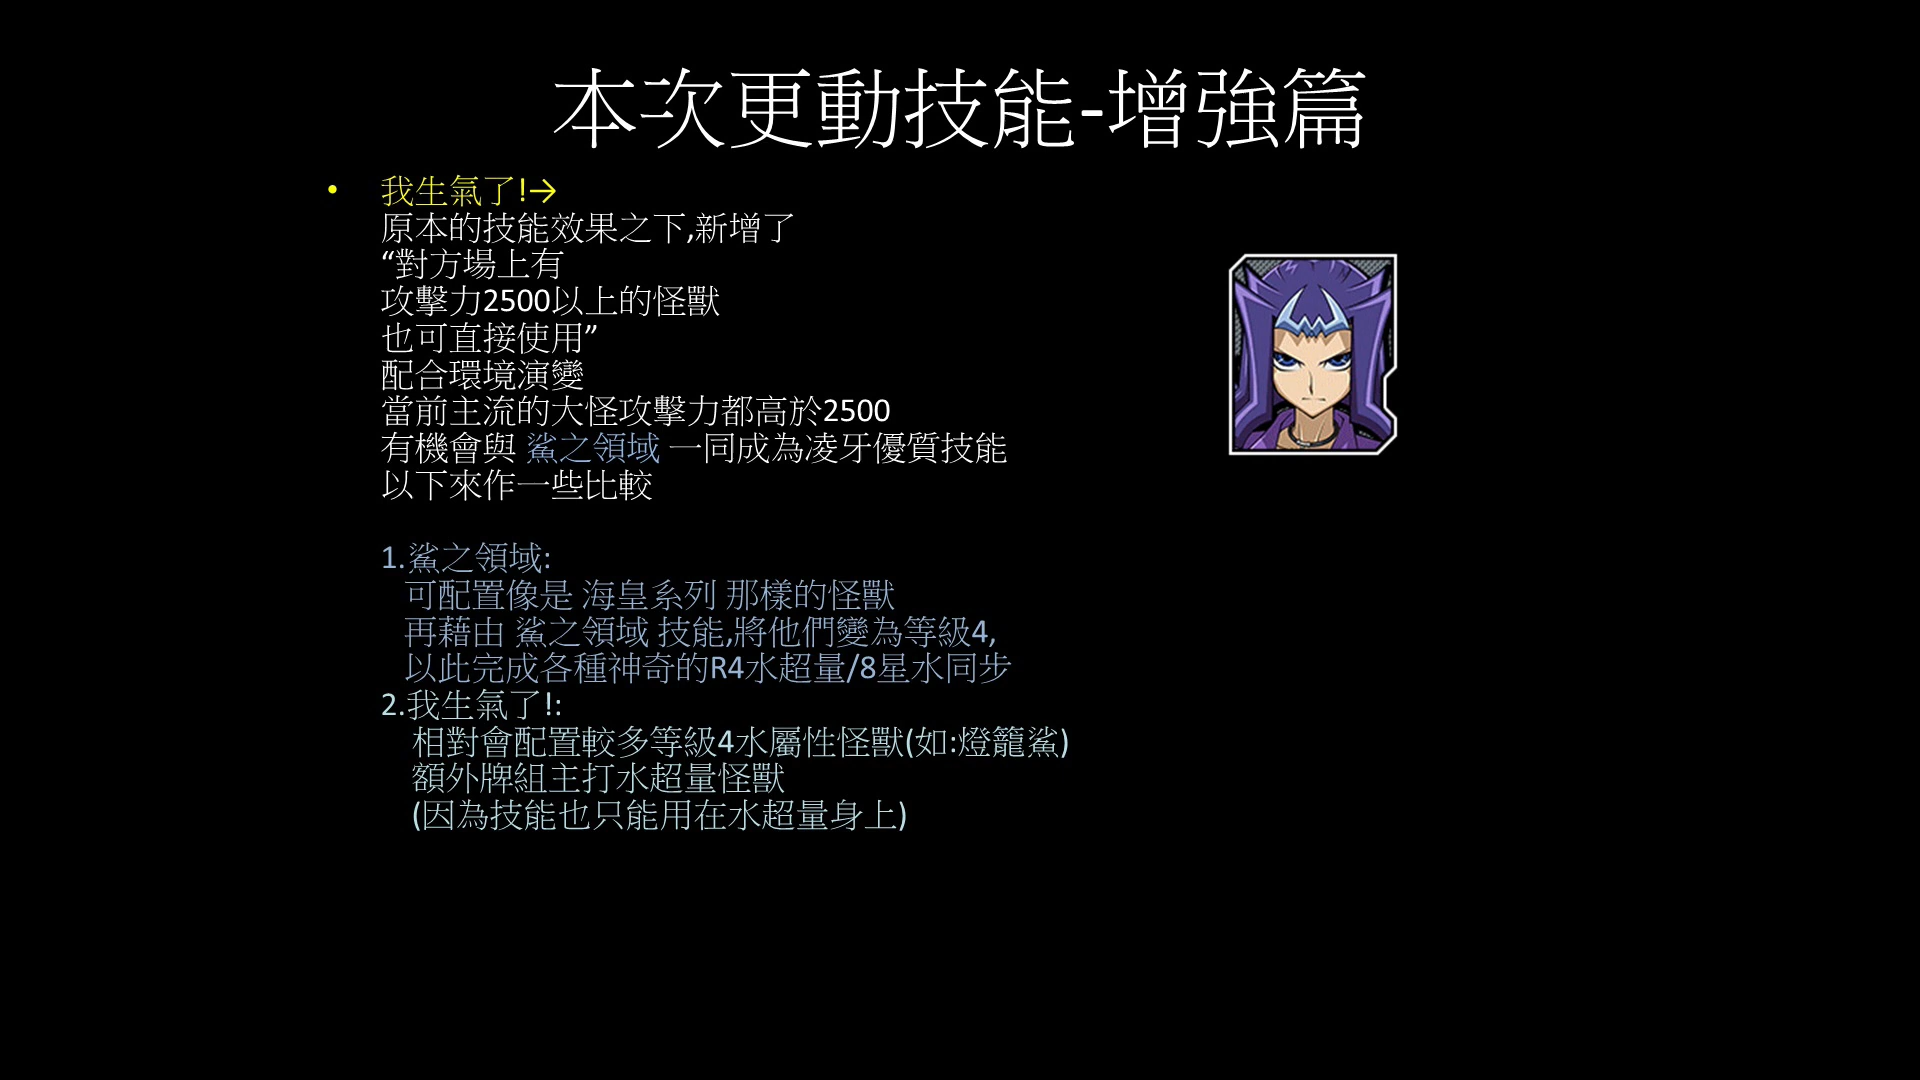 本次更動技能-增強篇
• 我生氣了!→
原本的技能效果之下,新增了
“對方場上有
攻擊力2500以上的怪獸
也可直接使用”
配合環境演變
當前主流的大怪攻擊力都高於2500
有機會與 鯊之領域 一同成為凌牙優質技能
以下來作一些比較
1.鯊之領域:
可配置像是 海皇系列 那樣的怪獸
再藉由 鯊之領域 技能,將他們變為等級4,
以此完成各種神奇的R4水超量/8星水同步
2.我生氣了!:
相對會配置較多等級4水屬性怪獸(如:燈籠鯊)
額外牌組主打水超量怪獸
(因為技能也只能用在水超量身上)